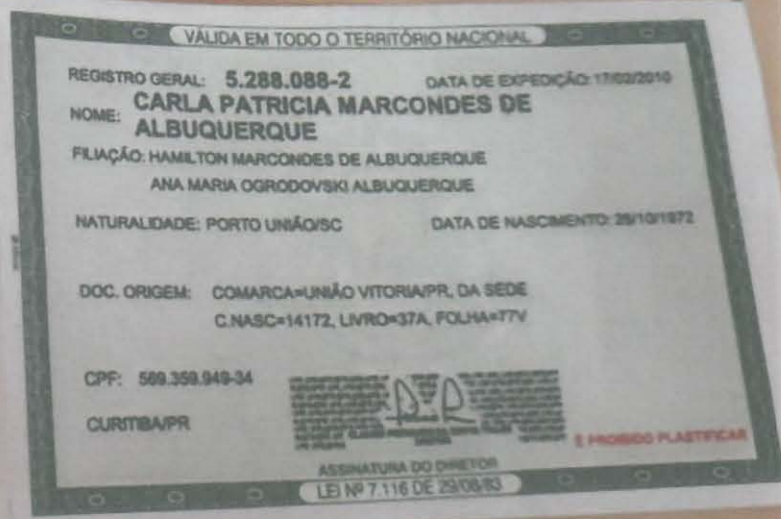 VÁLIDA EM TODO O TERRITÓRIO NACIONAL
REGISTRO GERAL: 5.288.088-2 DATA DE EXPEDIÇÃO: 17/02/2010
NOME: CARLA PATRICIA MARCONDES DE
ALBUQUERQUE
FILIAÇÃO: HAMILTON MARCONDES DE ALBUQUERQUE
ANA MARIA OGRODOVSKI ALBUQUERQUE
NATURALIDADE: PORTO UNIÃO/SC DATA DE NASCIMENTO: /10/1972
DOC. ORIGEM: COMARCA=UNIÃO VITORIA/PR, DA SEDE
C.NASC=14172, LIVRO=37A, FOLHA=77V
CPF: 569.359.949-34
CURITIBA/PR
É PROIBIDO PLASTIFICAR
ASSINATURA DO DIRETOR
LEI Nº 7.116 DE 29/08/83